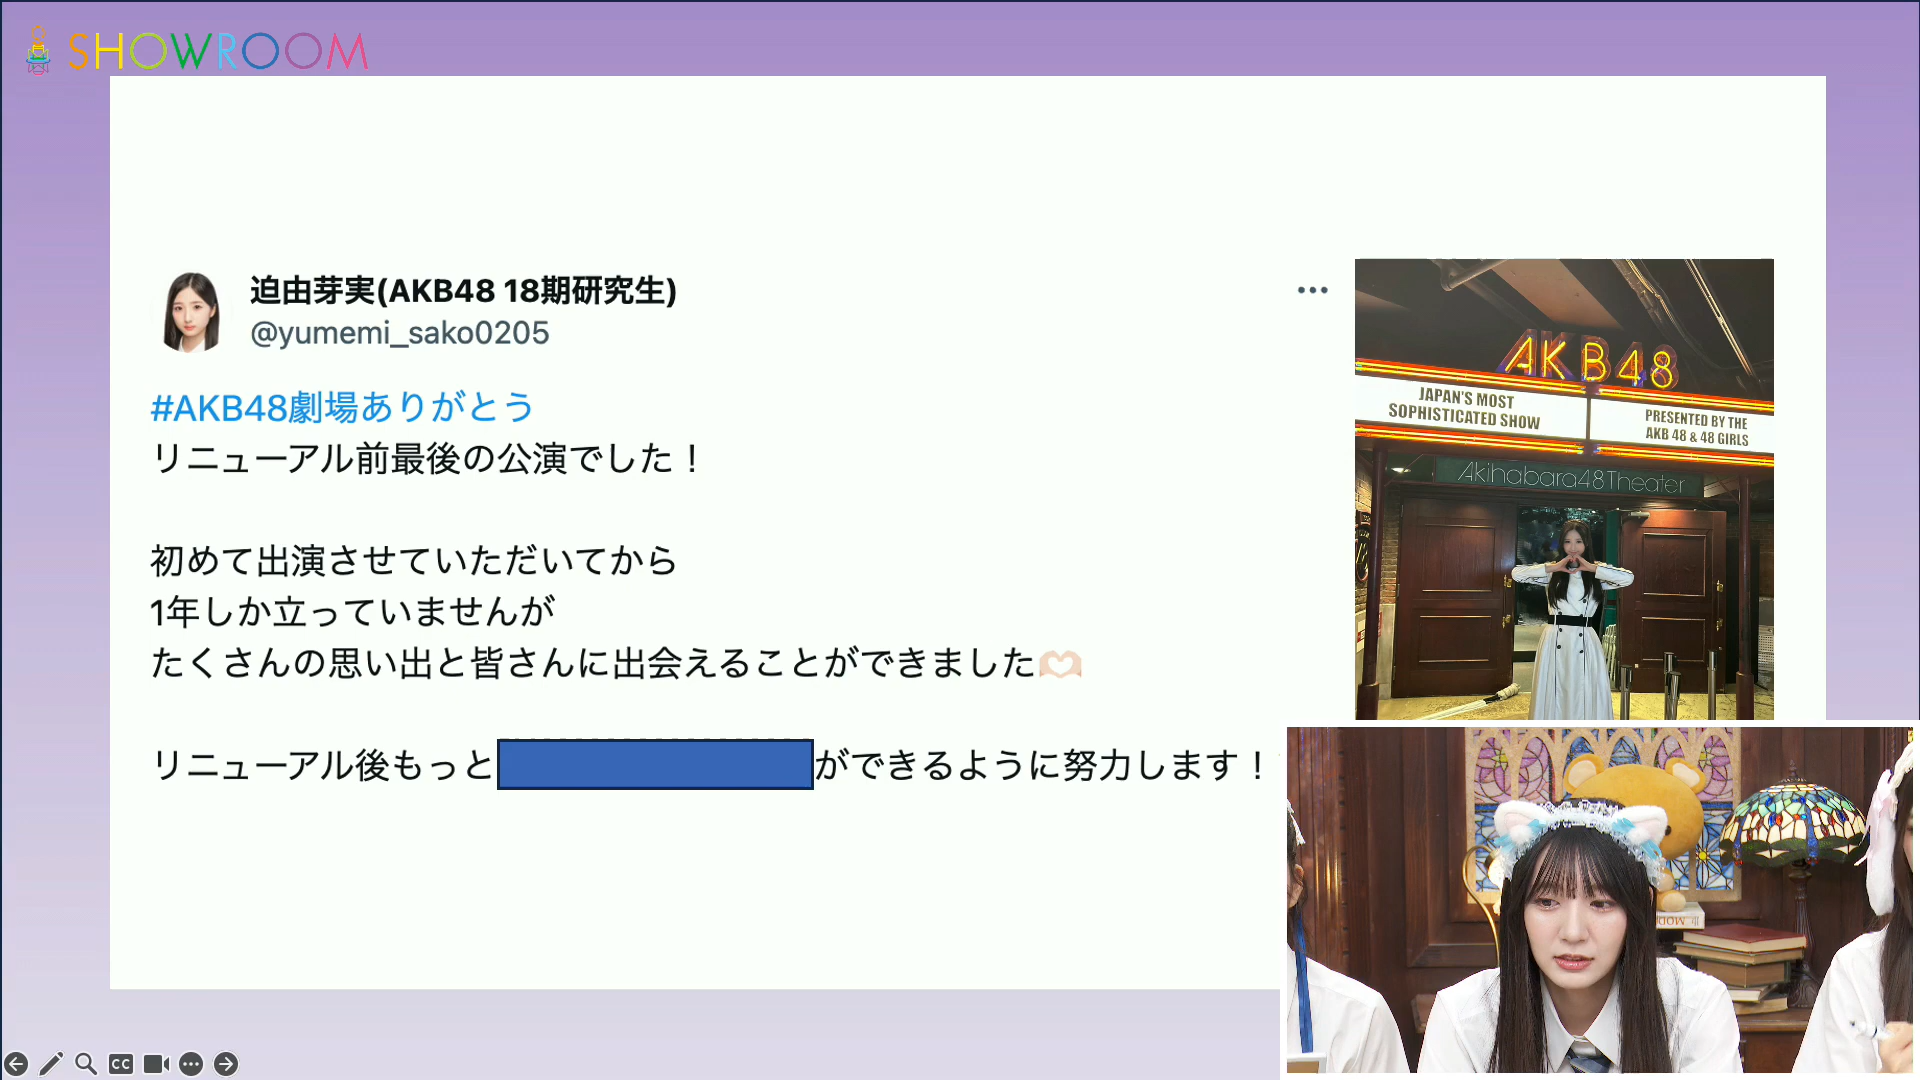 SHOWROOM
迫由芽実(AKB48 18期研究生)
@yumemi_sako0205
#AKB48劇場ありがとう
リニューアル前最後の公演でした！
初めて出演させていただいてから
1年しか立っていませんが
たくさんの思い出と皆さんに出会えることができました🫶🏻
リニューアル後もっと
ができるように努力します！
AKB48
JAPAN'S MOST
SOPHISTICATED SHOW
PRESENTED BY THE
AKB 48 & 48 GIRLS
Akihabara48Theater
CC